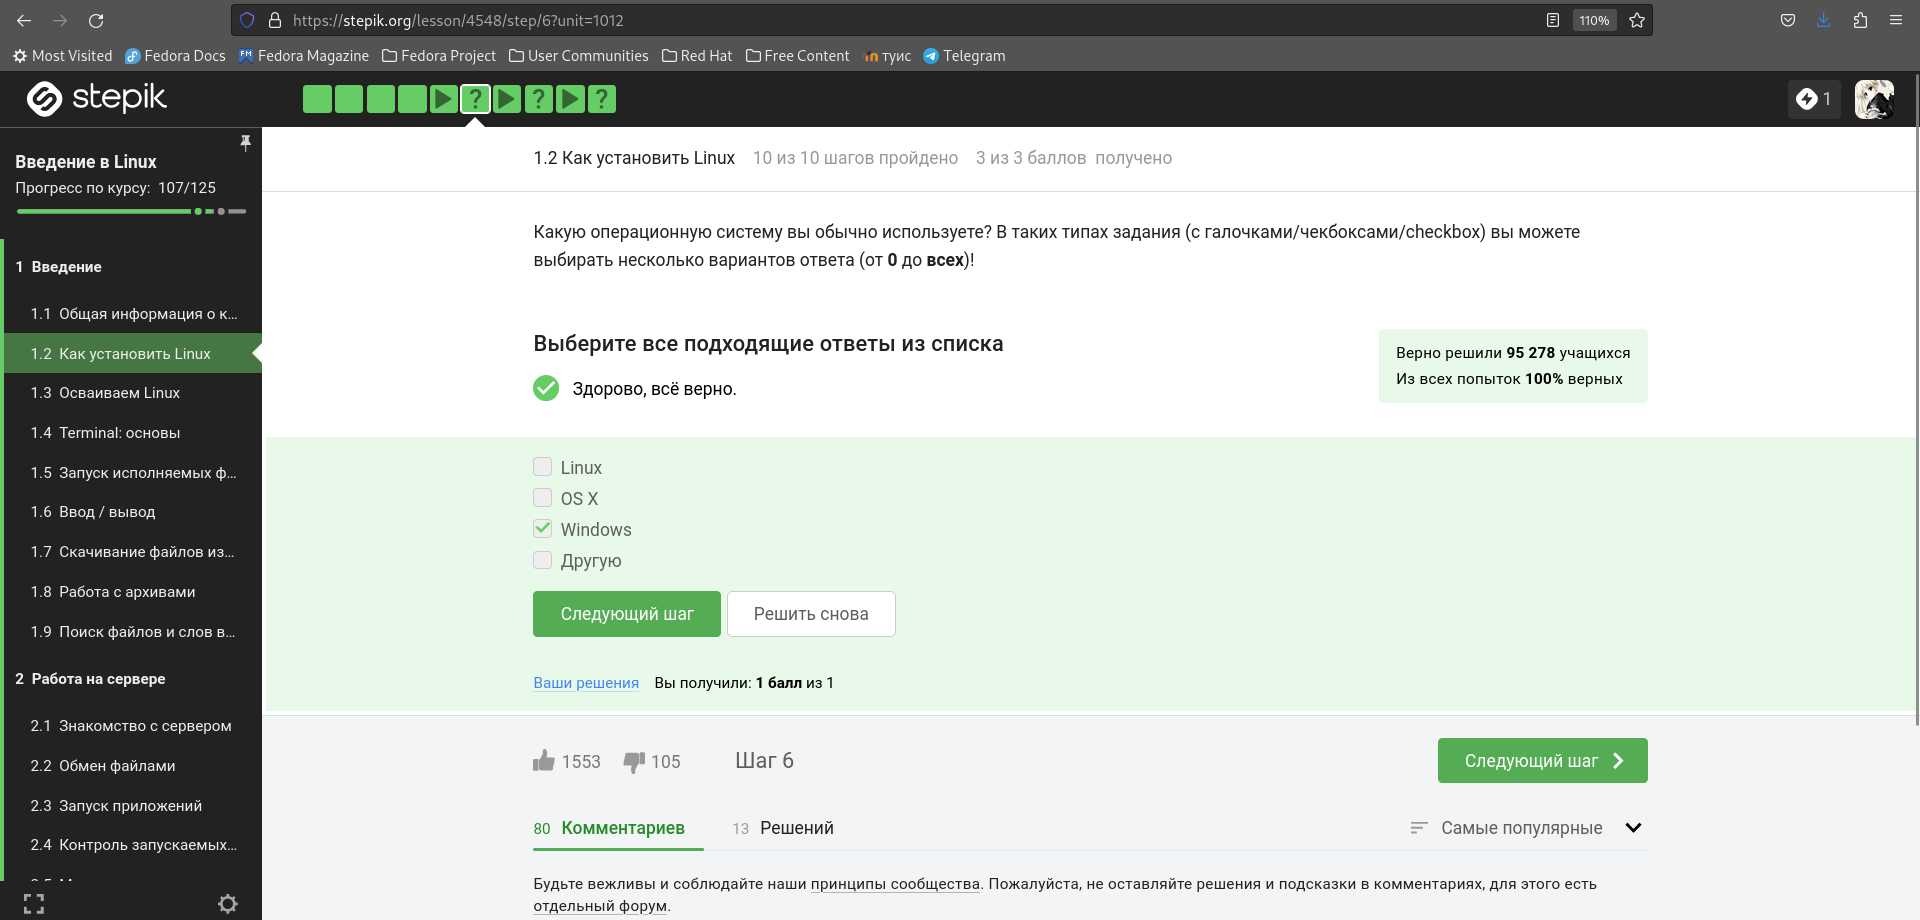 https://stepik.org/lesson/4548/step/6?unit=1012
110%
Most Visited
Fedora Docs
Fedora Magazine
Fedora Project
User Communities
Red Hat
Free Content
туис
Telegram
stepik
? ? ?
1
Введение в Linux
Прогресс по курсу: 107/125
1 Введение
1.1 Общая информация о к...
1.2 Как установить Linux
1.3 Осваиваем Linux
1.4 Terminal: основы
1.5 Запуск исполняемых ф...
1.6 Ввод / вывод
1.7 Скачивание файлов из...
1.8 Работа с архивами
1.9 Поиск файлов и слов в...
2 Работа на сервере
2.1 Знакомство с сервером
2.2 Обмен файлами
2.3 Запуск приложений
2.4 Контроль запускаемых...
1.2 Как установить Linux 10 из 10 шагов пройдено 3 из 3 баллов получено
Какую операционную систему вы обычно используете? В таких типах задания (с галочками/чекбоксами/checkbox) вы можете
выбирать несколько вариантов ответа (от 0 до всех)!
Выберите все подходящие ответы из списка
Здорово, всё верно.
Верно решили 95 278 учащихся
Из всех попыток 100% верных
Linux
OS X
Windows
Другую
Следующий шаг
Решить снова
Ваши решения Вы получили: 1 балл из 1
1553 105 Шаг 6
Следующий шаг
80 Комментариев 13 Решений
Самые популярные
Будьте вежливы и соблюдайте наши принципы сообщества. Пожалуйста, не оставляйте решения и подсказки в комментариях, для этого есть
отдельный форум.